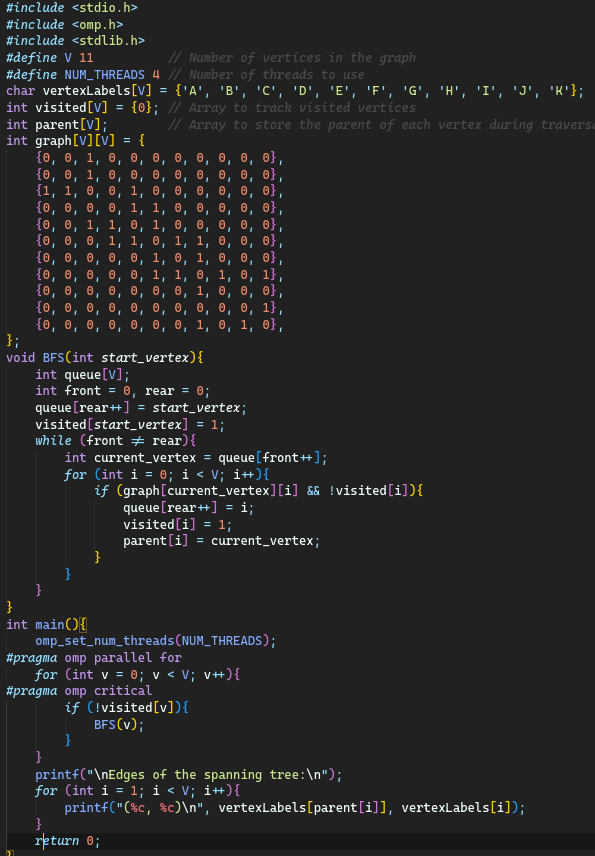 #include <stdio.h>
#include <omp.h>
#include <stdlib.h>
#define V 11          // Number of vertices in the graph
#define NUM_THREADS 4 // Number of threads to use
char vertexLabels[V] = {'A', 'B', 'C', 'D', 'E', 'F', 'G', 'H', 'I', 'J', 'K'};
int visited[V] = {0}; // Array to track visited vertices
int parent[V];        // Array to store the parent of each vertex during travers
int graph[V][V] = {
    {0, 0, 1, 0, 0, 0, 0, 0, 0, 0, 0},
    {0, 0, 1, 0, 0, 0, 0, 0, 0, 0, 0},
    {1, 1, 0, 0, 1, 0, 0, 0, 0, 0, 0},
    {0, 0, 0, 0, 1, 1, 0, 0, 0, 0, 0},
    {0, 0, 1, 1, 0, 1, 0, 0, 0, 0, 0},
    {0, 0, 0, 1, 1, 0, 1, 1, 0, 0, 0},
    {0, 0, 0, 0, 0, 1, 0, 1, 0, 0, 0},
    {0, 0, 0, 0, 0, 1, 1, 0, 1, 0, 1},
    {0, 0, 0, 0, 0, 0, 0, 1, 0, 0, 0},
    {0, 0, 0, 0, 0, 0, 0, 0, 0, 0, 1},
    {0, 0, 0, 0, 0, 0, 0, 1, 0, 1, 0},
};
void BFS(int start_vertex){
    int queue[V];
    int front = 0, rear = 0;
    queue[rear++] = start_vertex;
    visited[start_vertex] = 1;
    while (front != rear){
        int current_vertex = queue[front++];
        for (int i = 0; i < V; i++){
            if (graph[current_vertex][i] && !visited[i]){
                queue[rear++] = i;
                visited[i] = 1;
                parent[i] = current_vertex;
            }
        }
    }
}
int main(){
    omp_set_num_threads(NUM_THREADS);
#pragma omp parallel for
    for (int v = 0; v < V; v++){
#pragma omp critical
        if (!visited[v]){
            BFS(v);
        }
    }
    printf("\nEdges of the spanning tree:\n");
    for (int i = 1; i < V; i++){
        printf("(%c, %c)\n", vertexLabels[parent[i]], vertexLabels[i]);
    }
    return 0;
}